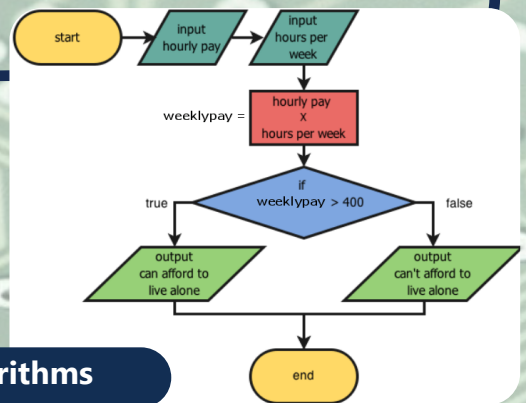 start
input
hourly pay
input
hours per
week
weeklypay =
hourly pay
X
hours per week
if
weeklypay > 400
true
false
output
can afford to
live alone
output
can't afford to
live alone
end
rithms